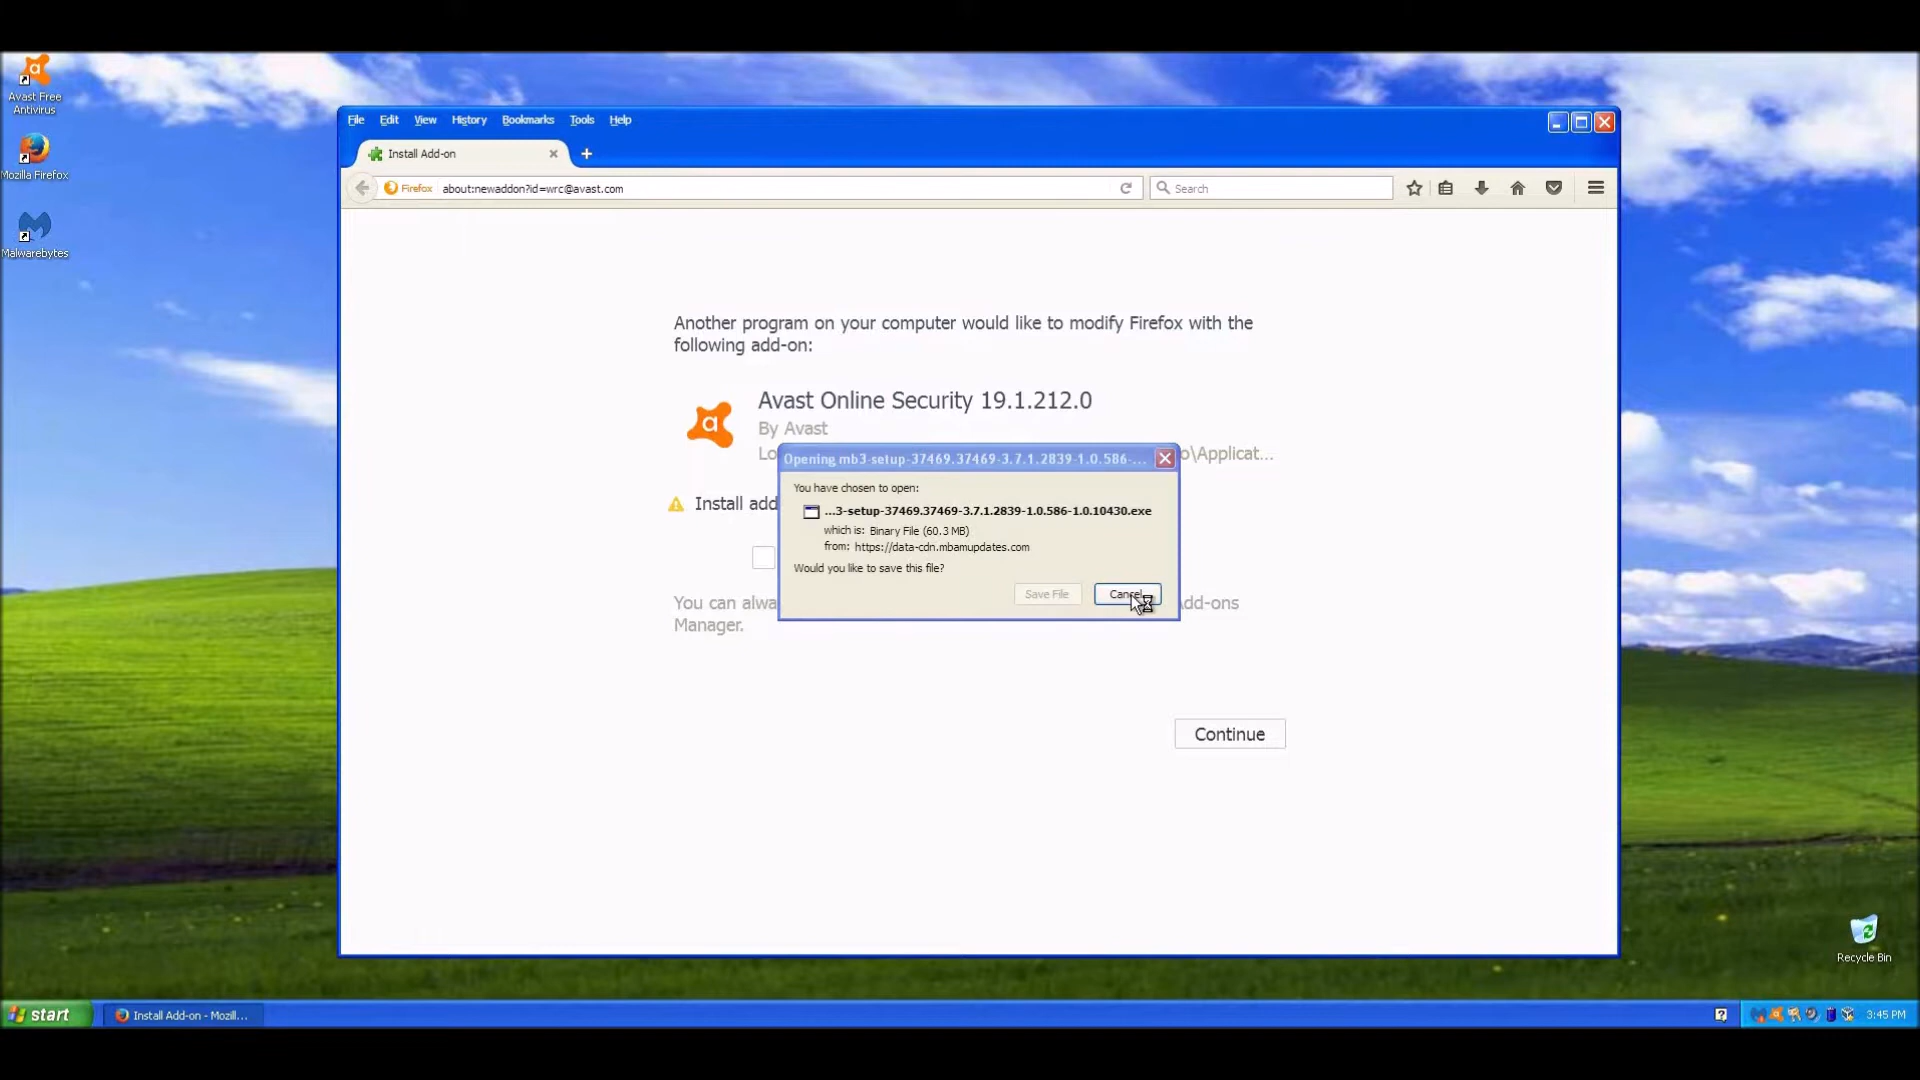 Avast Free
Antivirus
Mozilla Firefox
Malwarebytes
File Edit View History Bookmarks Tools Help
Install Add-on
Firefox about:newaddon?id=wrc@avast.com
Search
Another program on your computer would like to modify Firefox with the
following add-on:
Avast Online Security 19.1.212.0
By Avast
Lo o\Applicat...
Opening mb3-setup-37469.37469-3.7.1.2839-1.0.586-...
You have chosen to open:
...3-setup-37469.37469-3.7.1.2839-1.0.586-1.0.10430.exe
which is: Binary File (60.3 MB)
from: https://data-cdn.mbamupdates.com
Would you like to save this file?
Save File Cancel
Install add
You can alwa Add-ons
Manager.
Continue
Recycle Bin
start
Install Add-on - Mozill...
3:45 PM